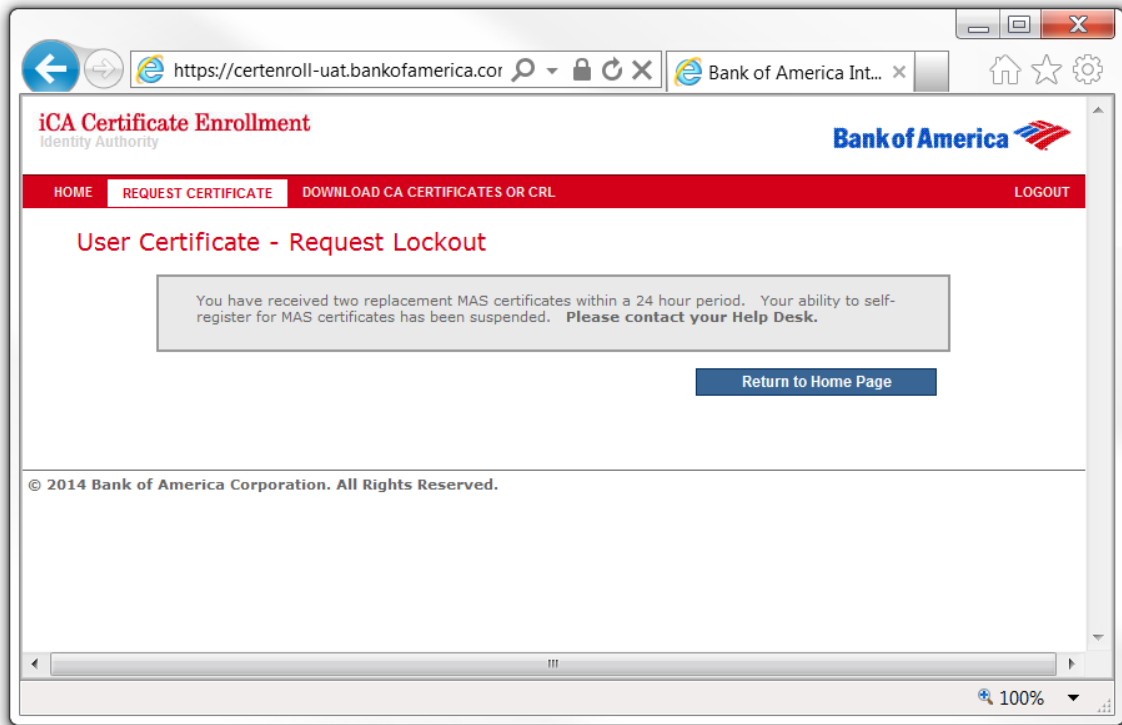 https://certenroll-uat.bankofamerica.cor
Bank of America Int...
iCA Certificate Enrollment
Identity Authority
Bank of America
HOME REQUEST CERTIFICATE DOWNLOAD CA CERTIFICATES OR CRL LOGOUT
User Certificate - Request Lockout
You have received two replacement MAS certificates within a 24 hour period. Your ability to self-
register for MAS certificates has been suspended. Please contact your Help Desk.
Return to Home Page
© 2014 Bank of America Corporation. All Rights Reserved.
100%